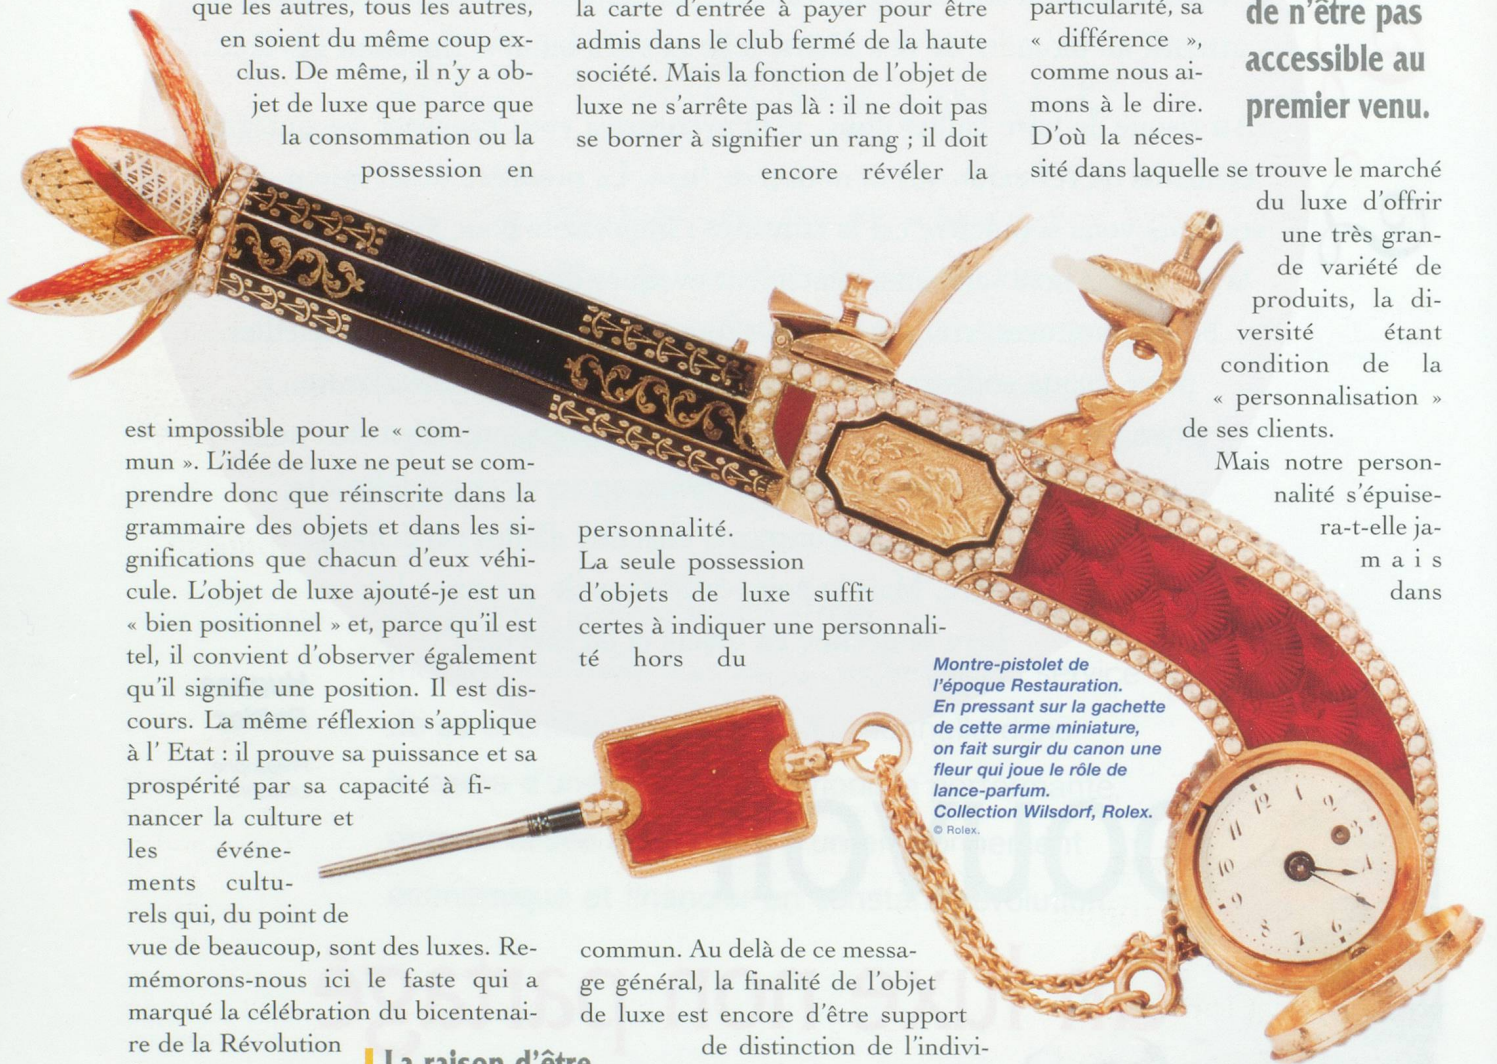 que les autres, tous les autres,
en soient du même coup ex-
clus. De même, il n'y a ob-
jet de luxe que parce que
la consommation ou la
possession en
est impossible pour le « com-
mun ». L'idée de luxe ne peut se com-
prendre donc que réinscrite dans la
grammaire des objets et dans les si-
gnifications que chacun d'eux véhi-
cule. L'objet de luxe ajouté-je est un
« bien positionnel » et, parce qu'il est
tel, il convient d'observer également
qu'il signifie une position. Il est dis-
cours. La même réflexion s'applique
à l' Etat : il prouve sa puissance et sa
prospérité par sa capacité à fi-
nancer la culture et
les événe-
ments cultu-
rels qui, du point de
vue de beaucoup, sont des luxes. Re-
mémorons-nous ici le faste qui a
marqué la célébration du bicentenai-
re de la Révolution
la carte d'entrée à payer pour être
admis dans le club fermé de la haute
société. Mais la fonction de l'objet de
luxe ne s'arrête pas là : il ne doit pas
se borner à signifier un rang ; il doit
encore révéler la
personnalité.
La seule possession
d'objets de luxe suffit
certes à indiquer une personnali-
té hors du
commun. Au delà de ce messa-
ge général, la finalité de l'objet
de luxe est encore d'être support
de distinction de l'indivi-
particularité, sa
« différence »,
comme nous ai-
mons à le dire.
D'où la néces-
sité dans laquelle se trouve le marché
du luxe d'offrir
une très gran-
de variété de
produits, la di-
versité étant
condition de la
« personnalisation »
de ses clients.
Mais notre person-
nalité s'épuise-
ra-t-elle ja-
mais
dans
de n'être pas
accessible au
premier venu.
Montre-pistolet de
l'époque Restauration.
En pressant sur la gachette
de cette arme miniature,
on fait surgir du canon une
fleur qui joue le rôle de
lance-parfum.
Collection Wilsdorf, Rolex.
© Rolex.
La raison d'être